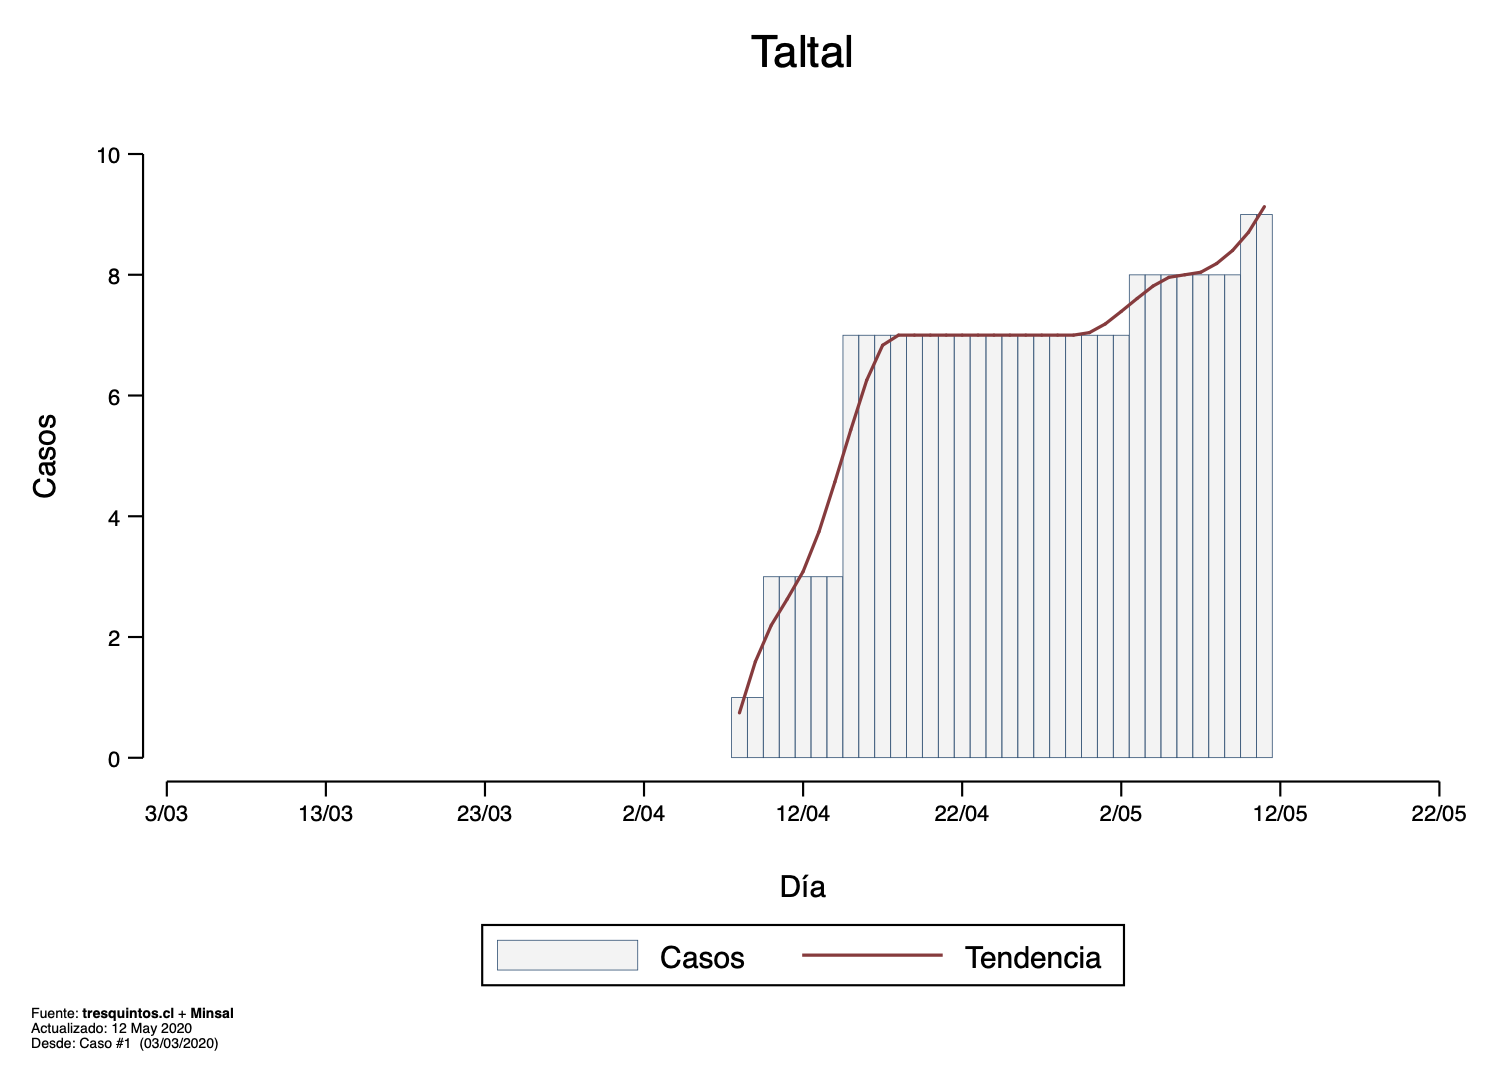 Taltal
10
8
6
4
2
0
Casos
3/03 13/03 23/03 2/04 12/04 22/04 2/05 12/05 22/05
Día
Casos Tendencia
Fuente: tresquintos.cl + Minsal
Actualizado: 12 May 2020
Desde: Caso #1 (03/03/2020)